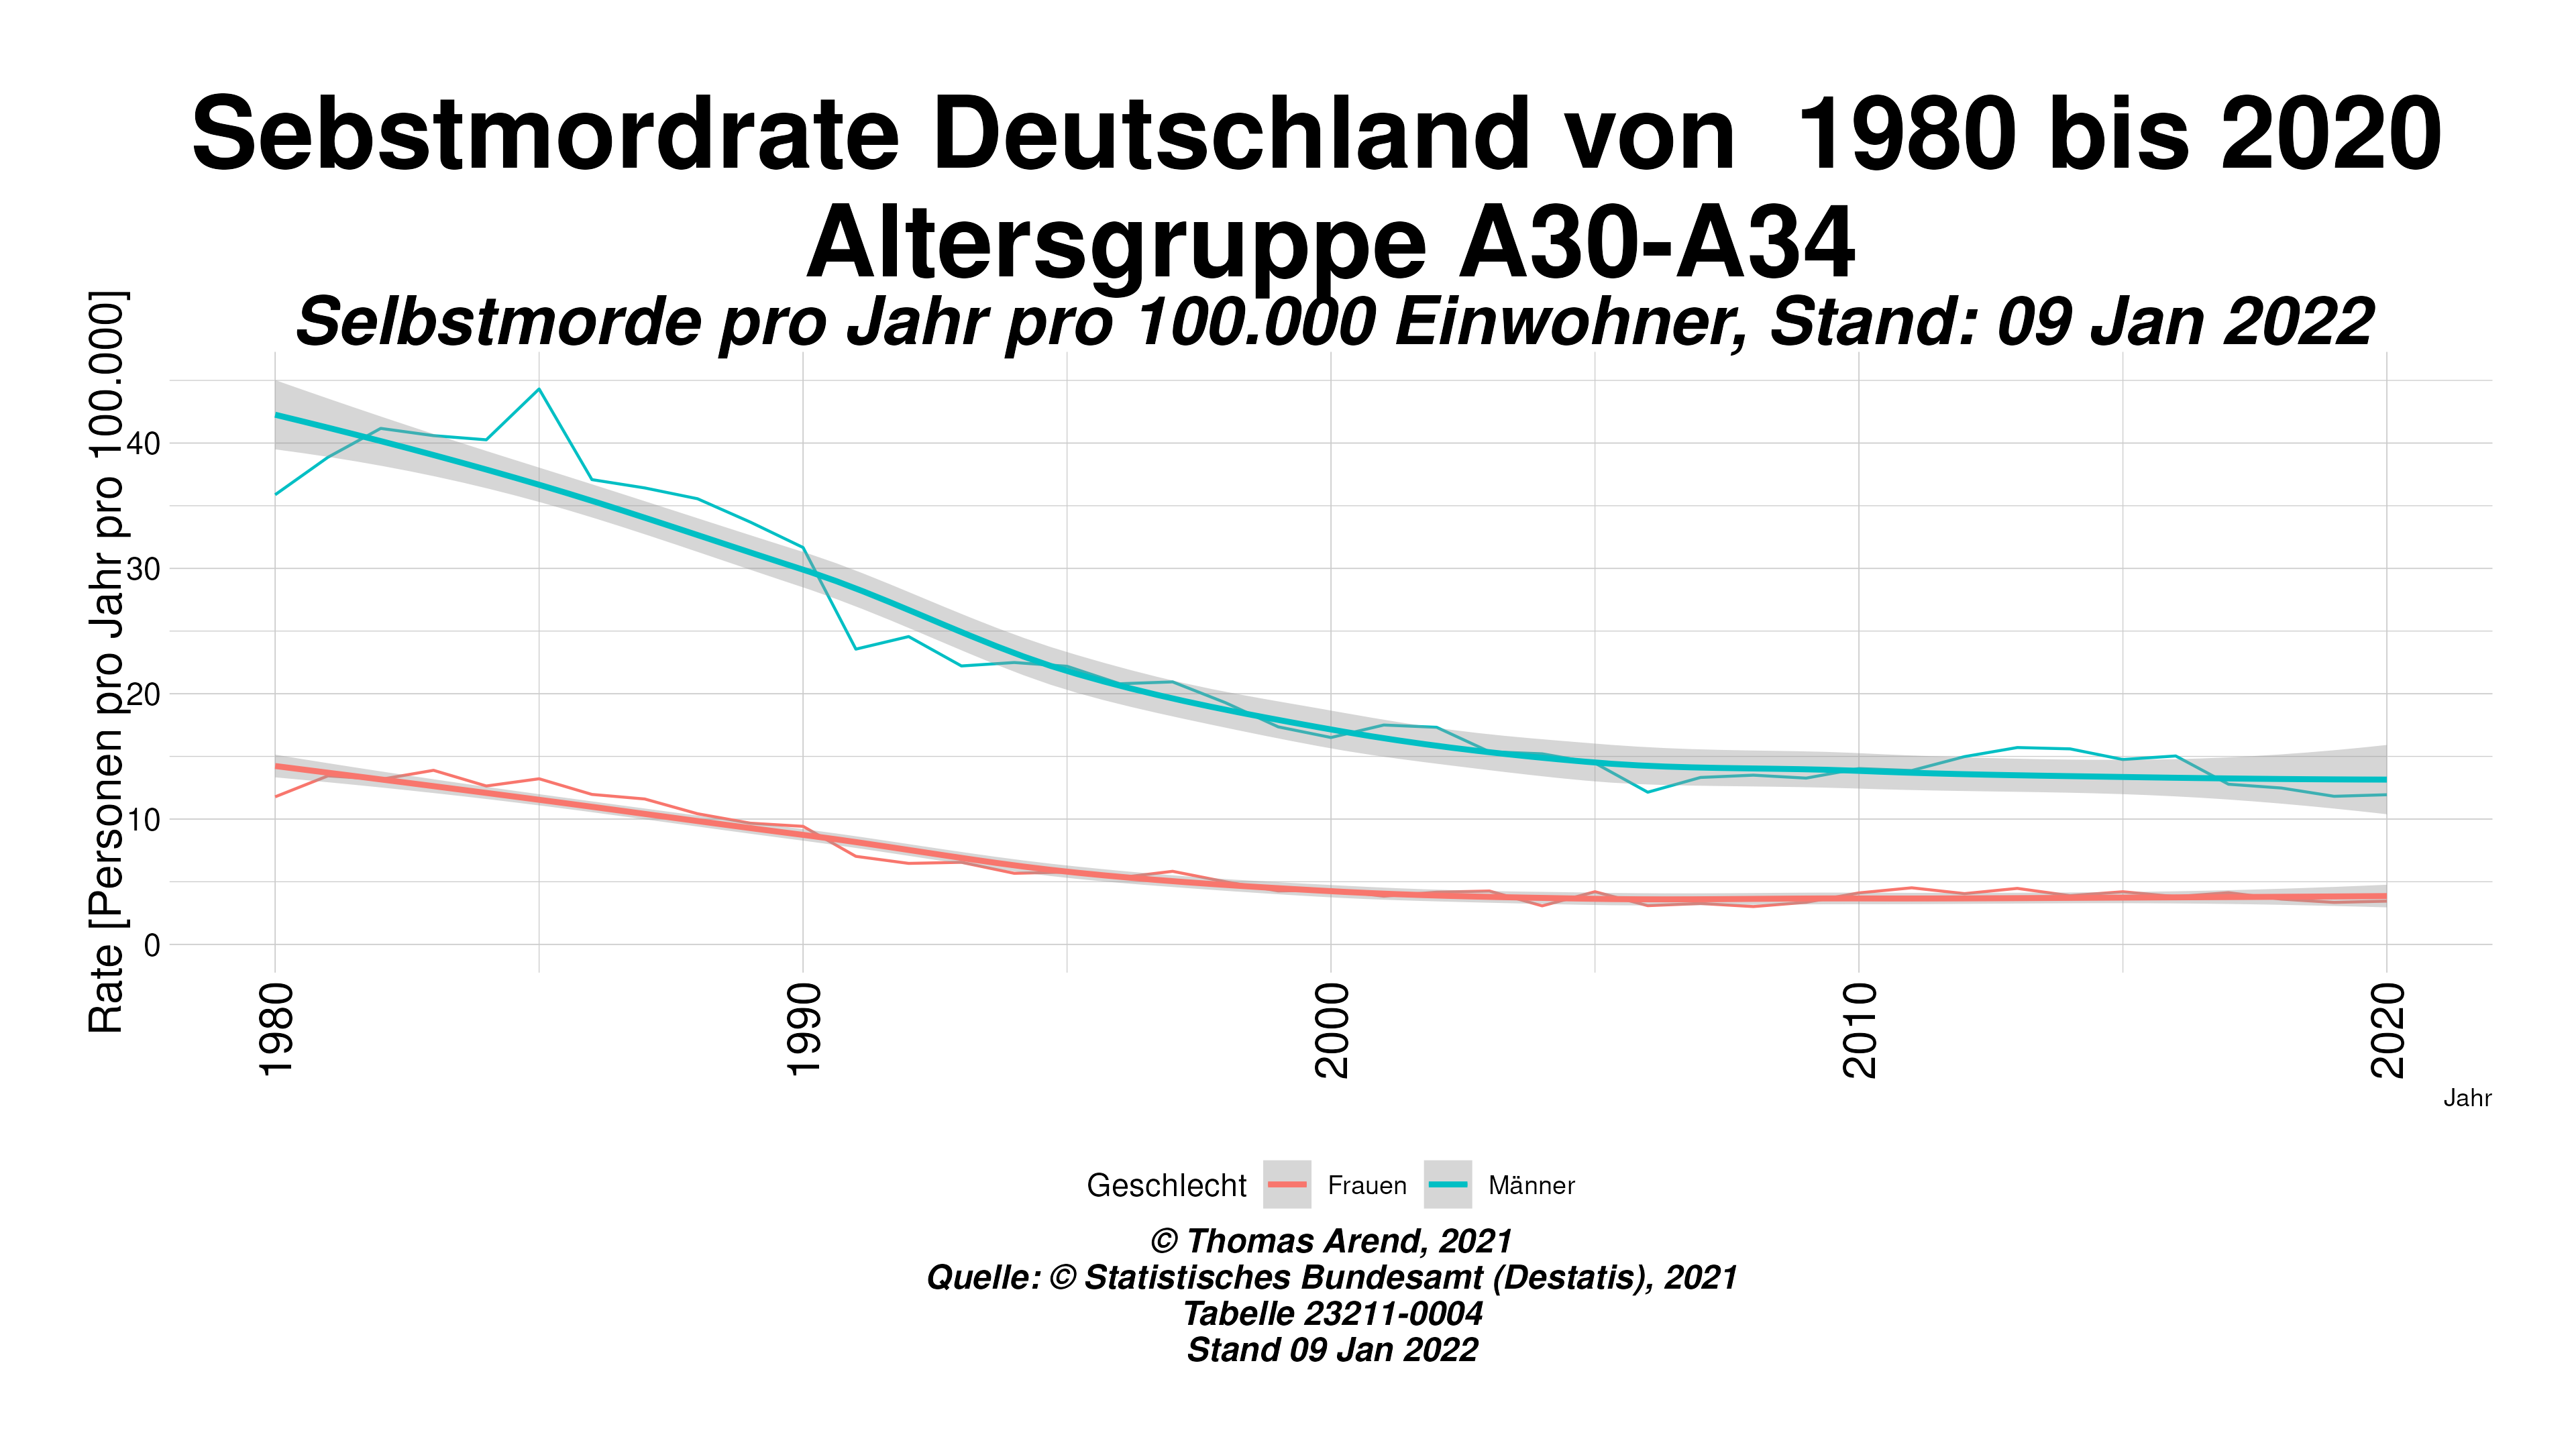 Sebstmordrate Deutschland von  1980 bis 2020
Altersgruppe A30-A34
Selbstmorde pro Jahr pro 100.000 Einwohner, Stand: 09 Jan 2022
Rate [Personen pro Jahr pro 100.000]
40
30
20
10
0
1980
1990
2000
2010
2020
Jahr
Geschlecht Frauen Männer
© Thomas Arend, 2021
Quelle: © Statistisches Bundesamt (Destatis), 2021
Tabelle 23211-0004
Stand 09 Jan 2022